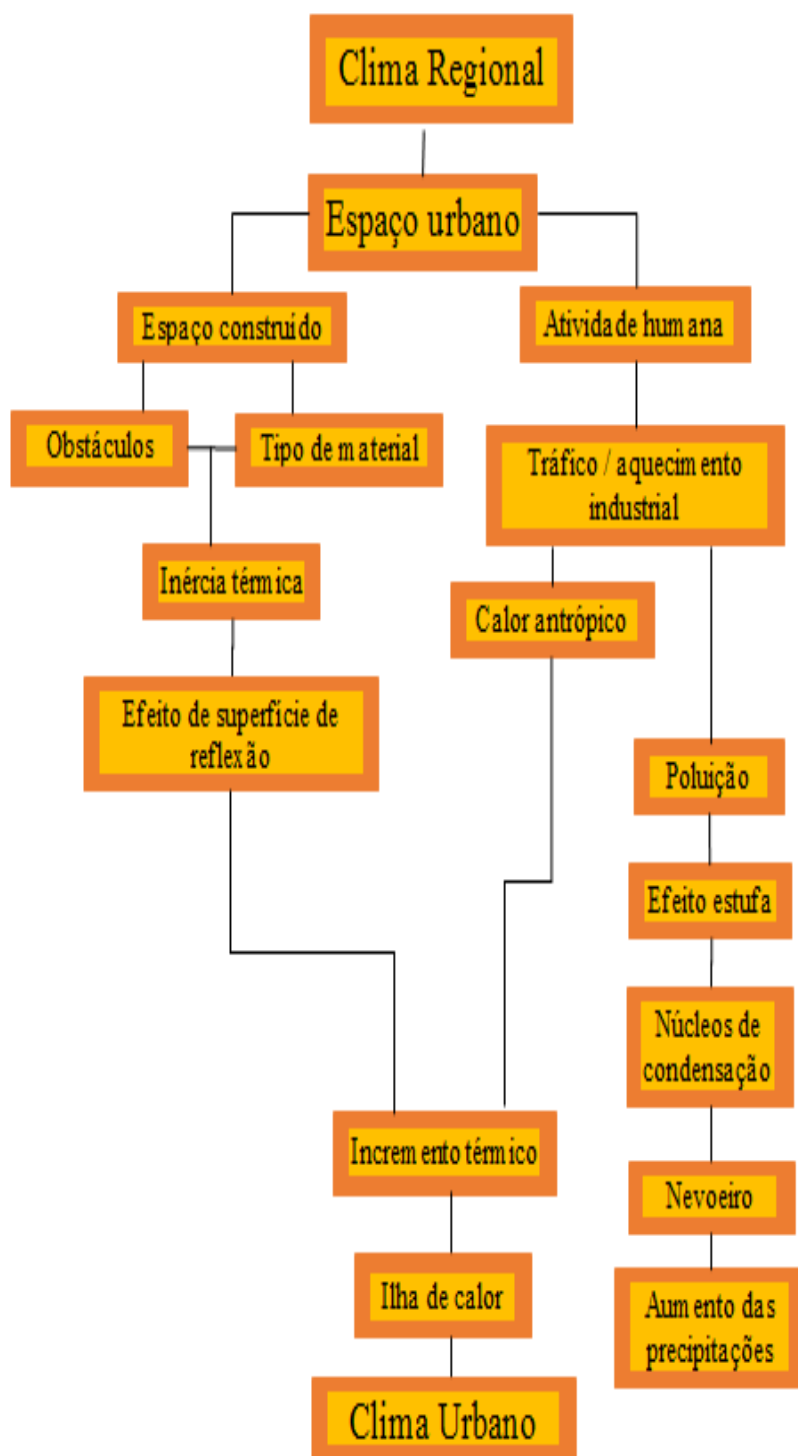 Clima Regional
Espaço urbano
Espaço construído
Atividade humana
Obstáculos
Tipo de material
Tráfico / aquecimento
industrial
Inércia térmica
Calor antrópico
Efeito de superfície de
reflexão
Poluição
Efeito estufa
Núcleos de
condensação
Incremento térmico
Nevoeiro
Ilha de calor
Aumento das
precipitações
Clima Urbano